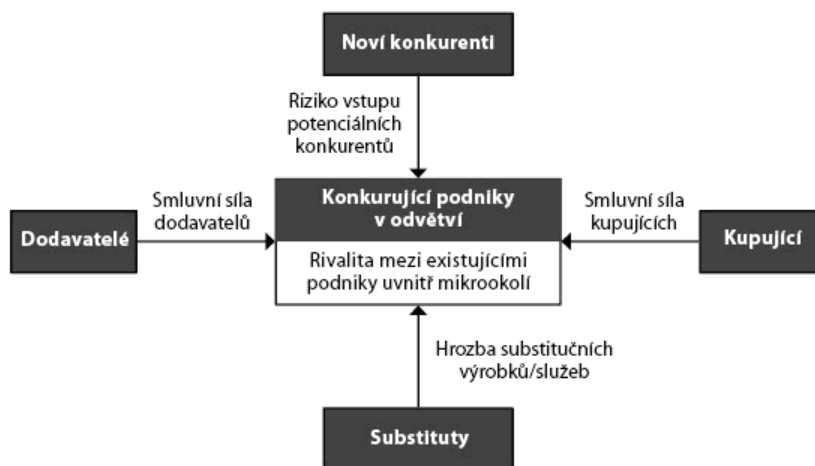 Noví konkurenti
Riziko vstupu
potenciálních
konkurentů
Smluvní síla
dodavatelů
Konkurující podniky
v odvětví
Smluvní síla
kupujících
Dodavatelé
Kupující
Rivalita mezi existujícími
podniky uvnitř mikrookolí
Hrozba substitučních
výrobků/služeb
Substituty